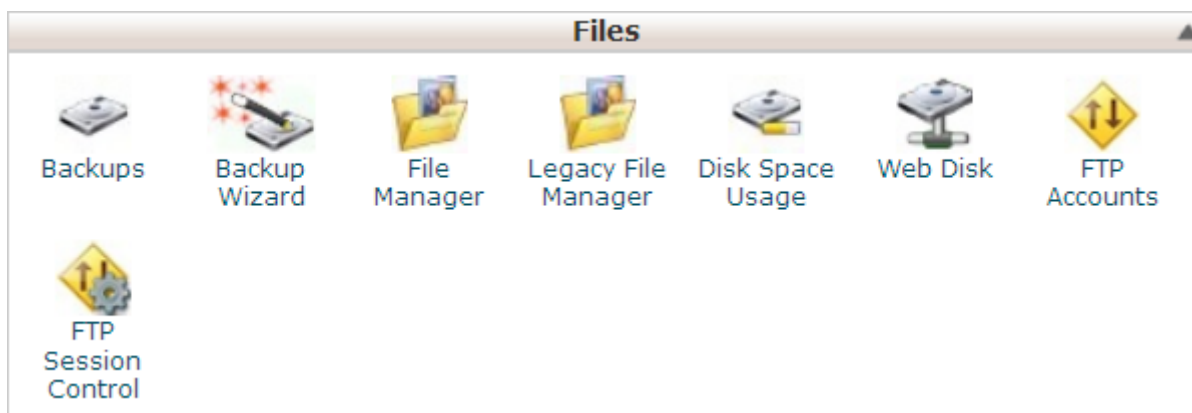 Files
Backups
Backup
Wizard
File
Manager
Legacy File
Manager
Disk Space
Usage
Web Disk
FTP
Accounts
FTP
Session
Control